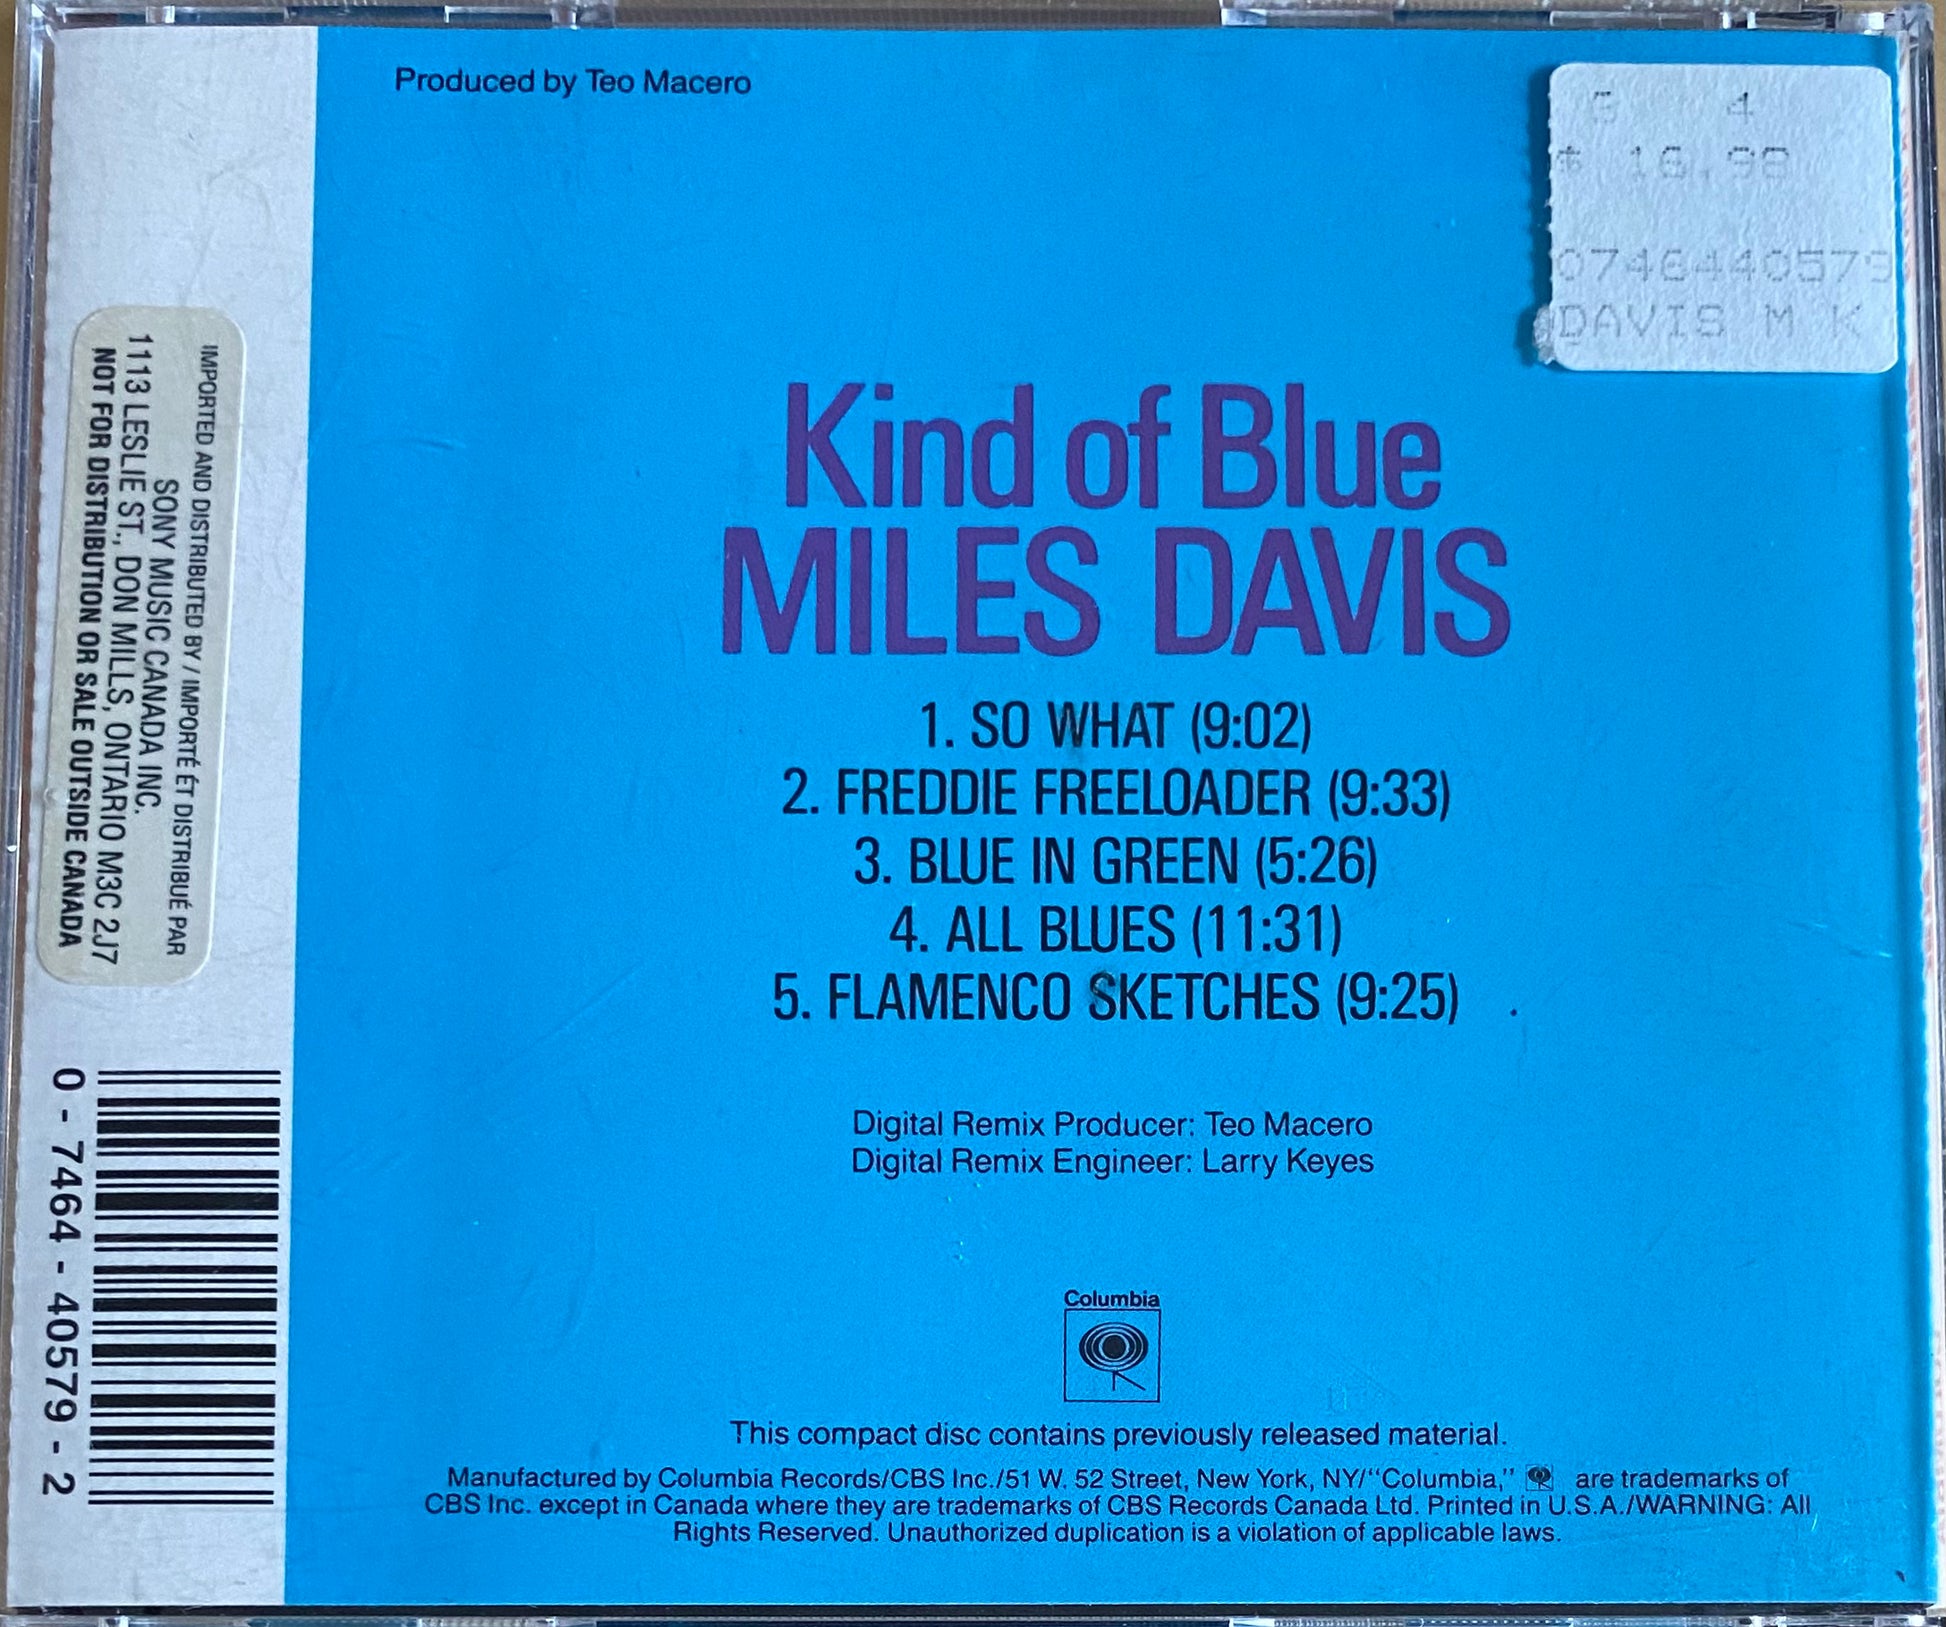 Produced by Teo Macero
G 4
$ 16.98
0746440579
DAVIS M K
Kind of Blue
MILES DAVIS
1. SO WHAT (9:02)
2. FREDDIE FREELOADER (9:33)
3. BLUE IN GREEN (5:26)
4. ALL BLUES (11:31)
5. FLAMENCO SKETCHES (9:25)
Digital Remix Producer: Teo Macero
Digital Remix Engineer: Larry Keyes
Columbia
This compact disc contains previously released material.
Manufactured by Columbia Records/CBS Inc./51 W. 52 Street, New York, NY/"Columbia," are trademarks of
CBS Inc. except in Canada where they are trademarks of CBS Records Canada Ltd. Printed in U.S.A./WARNING: All
Rights Reserved. Unauthorized duplication is a violation of applicable laws.
IMPORTED AND DISTRIBUTED BY / IMPORTÉ ÉT DISTRIBUÉ PAR
SONY MUSIC CANADA INC.
1113 LESLIE ST., DON MILLS, ONTARIO M3C 2J7
NOT FOR DISTRIBUTION OR SALE OUTSIDE CANADA
0 - 7464 - 40579 - 2